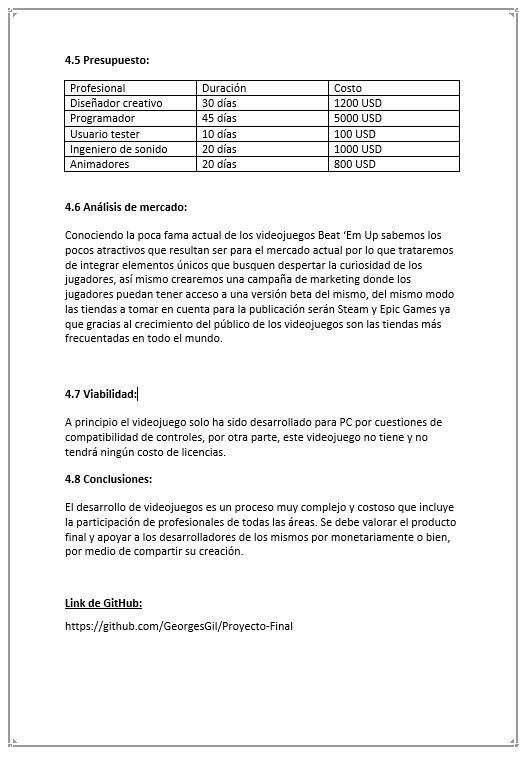 4.5 Presupuesto:
Profesional Duración Costo
Diseñador creativo 30 días 1200 USD
Programador 45 días 5000 USD
Usuario tester 10 días 100 USD
Ingeniero de sonido 20 días 1000 USD
Animadores 20 días 800 USD
4.6 Análisis de mercado:
Conociendo la poca fama actual de los videojuegos Beat ‘Em Up sabemos los
pocos atractivos que resultan ser para el mercado actual por lo que trataremos
de integrar elementos únicos que busquen despertar la curiosidad de los
jugadores, así mismo crearemos una campaña de marketing donde los
jugadores puedan tener acceso a una versión beta del mismo, del mismo modo
las tiendas a tomar en cuenta para la publicación serán Steam y Epic Games ya
que gracias al crecimiento del público de los videojuegos son las tiendas más
frecuentadas en todo el mundo.
4.7 Viabilidad:
A principio el videojuego solo ha sido desarrollado para PC por cuestiones de
compatibilidad de controles, por otra parte, este videojuego no tiene y no
tendrá ningún costo de licencias.
4.8 Conclusiones:
El desarrollo de videojuegos es un proceso muy complejo y costoso que incluye
la participación de profesionales de todas las áreas. Se debe valorar el producto
final y apoyar a los desarrolladores de los mismos por monetariamente o bien,
por medio de compartir su creación.
Link de GitHub:
https://github.com/GeorgesGil/Proyecto-Final